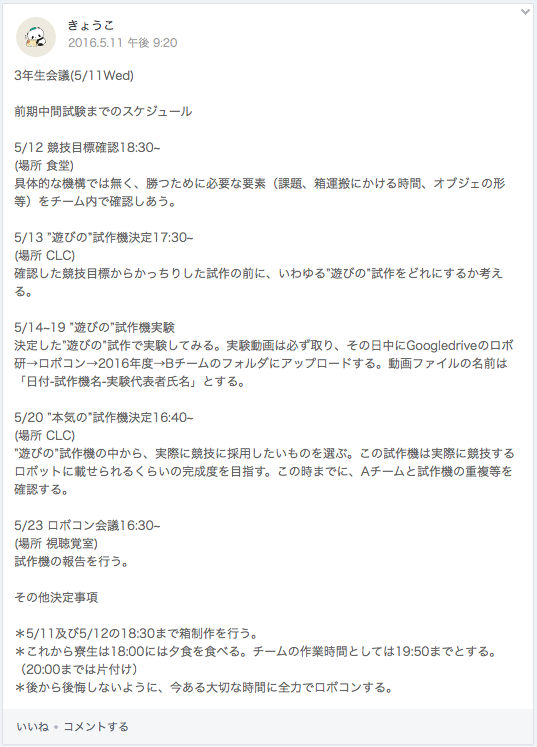 きょうこ
2016.5.11 午後 9:20
3年生会議(5/11Wed)
前期中間試験までのスケジュール
5/12 競技目標確認18:30~
(場所 食堂)
具体的な機構では無く、勝つために必要な要素（課題、箱運搬にかける時間、オブジェの形
等）をチーム内で確認しあう。
5/13 "遊びの"試作機決定17:30~
(場所 CLC)
確認した競技目標からかっちりした試作の前に、いわゆる"遊びの"試作をどれにするか考え
る。
5/14~19 "遊びの"試作機実験
決定した"遊びの"試作で実験してみる。実験動画は必ず取り、その日中にGoogledriveのロボ
研→ロボコン→2016年度→Bチームのフォルダにアップロードする。動画ファイルの名前は
「日付-試作機名-実験代表者氏名」とする。
5/20 "本気の"試作機決定16:40~
(場所 CLC)
"遊びの"試作機の中から、実際に競技に採用したいものを選ぶ。この試作機は実際に競技する
ロボットに載せられるくらいの完成度を目指す。この時までに、Aチームと試作機の重複等を
確認する。
5/23 ロボコン会議16:30~
(場所 視聴覚室)
試作機の報告を行う。
その他決定事項
＊5/11及び5/12の18:30まで箱制作を行う。
＊これから寮生は18:00には夕食を食べる。チームの作業時間としては19:50までとする。
（20:00までは片付け）
＊後から後悔しないように、今ある大切な時間に全力でロボコンする。
いいね • コメントする